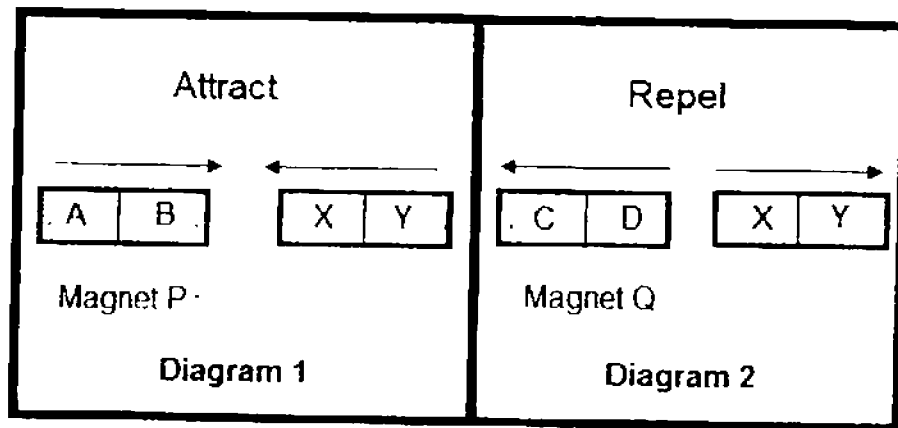 Attract
A B X Y
Magnet P
Diagram 1
Repel
C D X Y
Magnet Q
Diagram 2